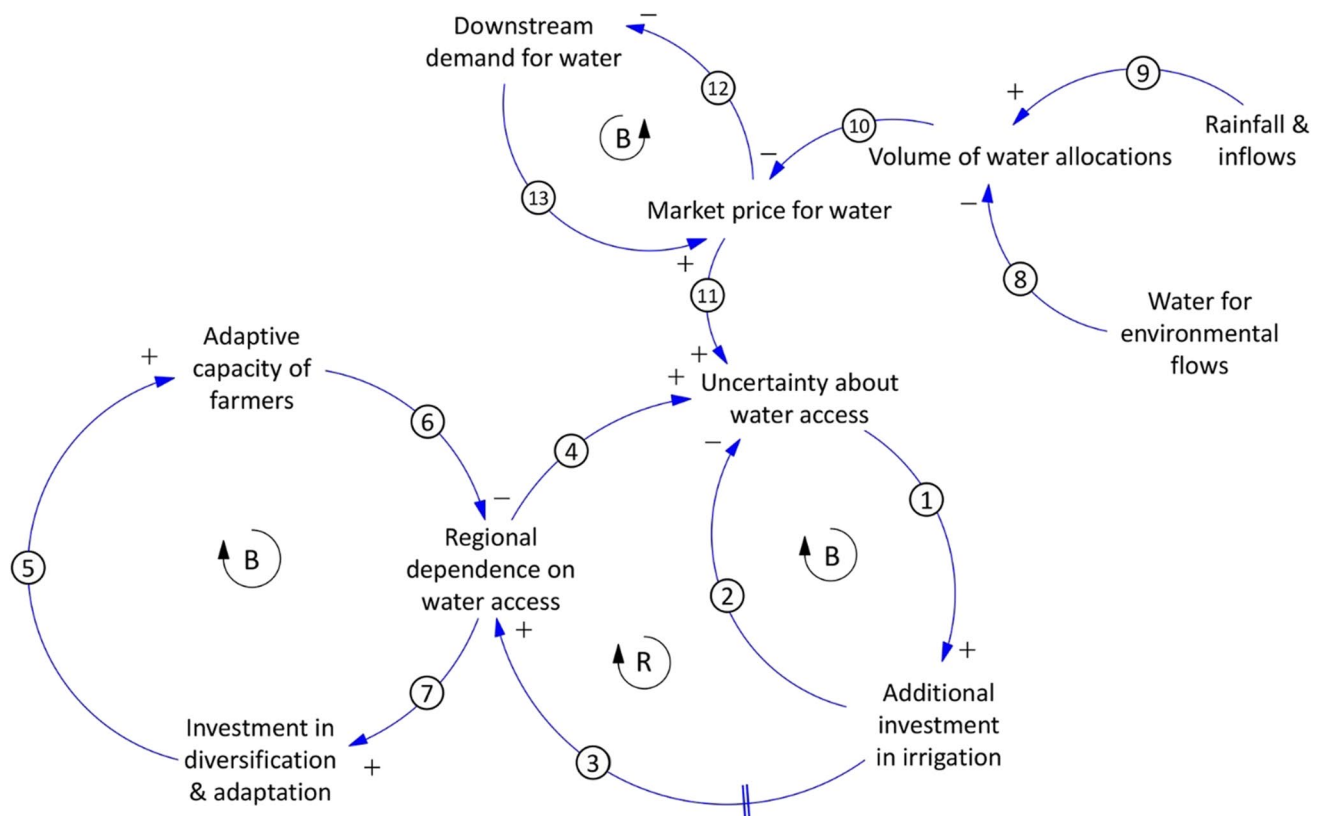 Downstream
demand for water
−
12
B
13
9
+
Rainfall &
inflows
10
−
Volume of water allocations
−
Market price for water
+
8
11
Water for
environmental
flows
Adaptive
capacity of
farmers
+
6
+
+
Uncertainty about
water access
−
4
−
1
Regional
dependence on
water access
B
5
B
2
+
R
+
7
Additional
investment
in irrigation
Investment in
diversification
& adaptation
+
3